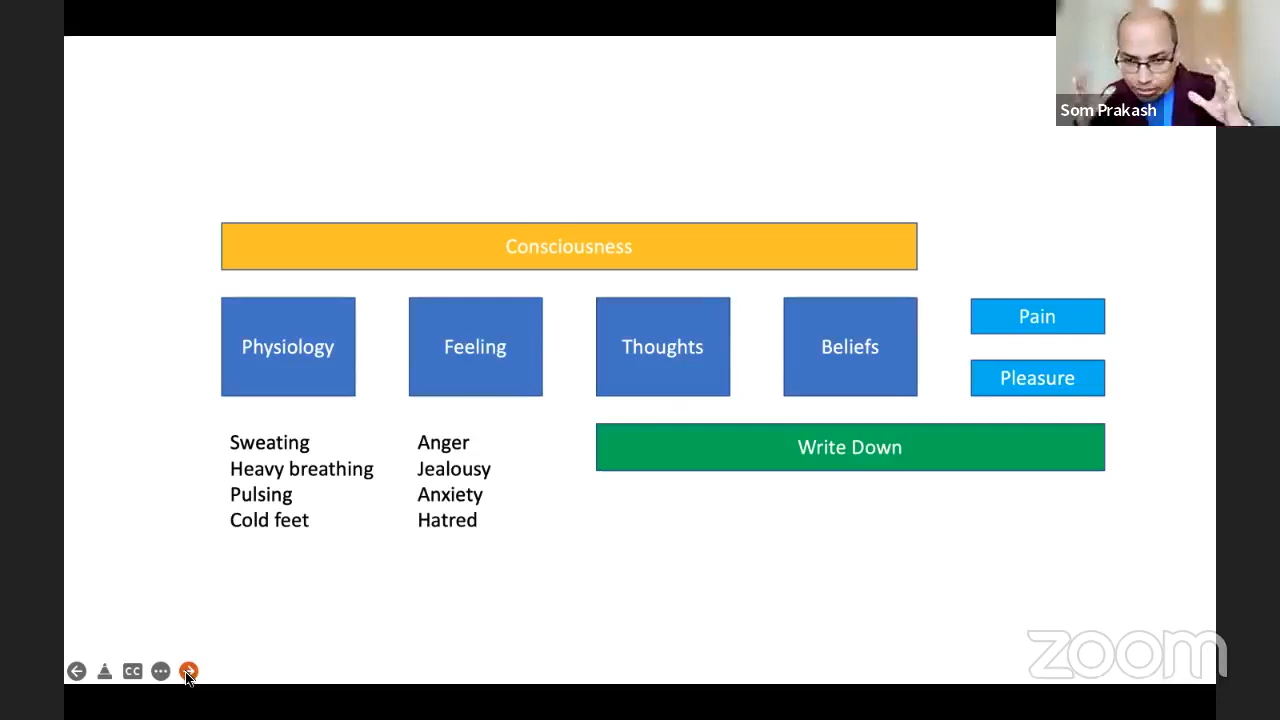 Som Prakash
Consciousness
Physiology
Feeling
Thoughts
Beliefs
Pain
Pleasure
Sweating
Heavy breathing
Pulsing
Cold feet
Anger
Jealousy
Anxiety
Hatred
Write Down
CC
zoom